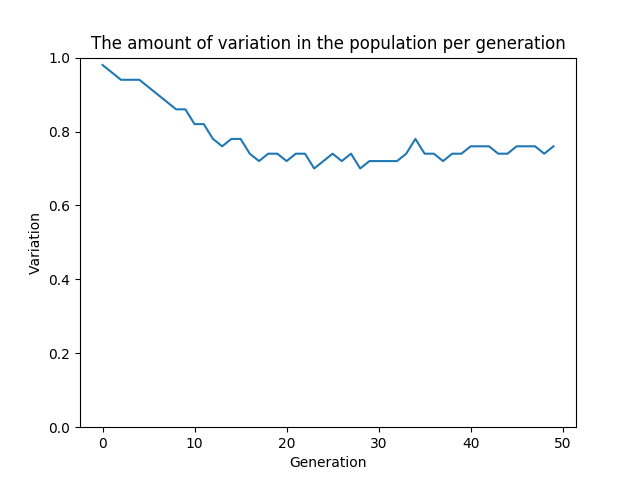 The amount of variation in the population per generation
1.0
0.8
0.6
0.4
0.2
0.0
Variation
0 10 20 30 40 50
Generation